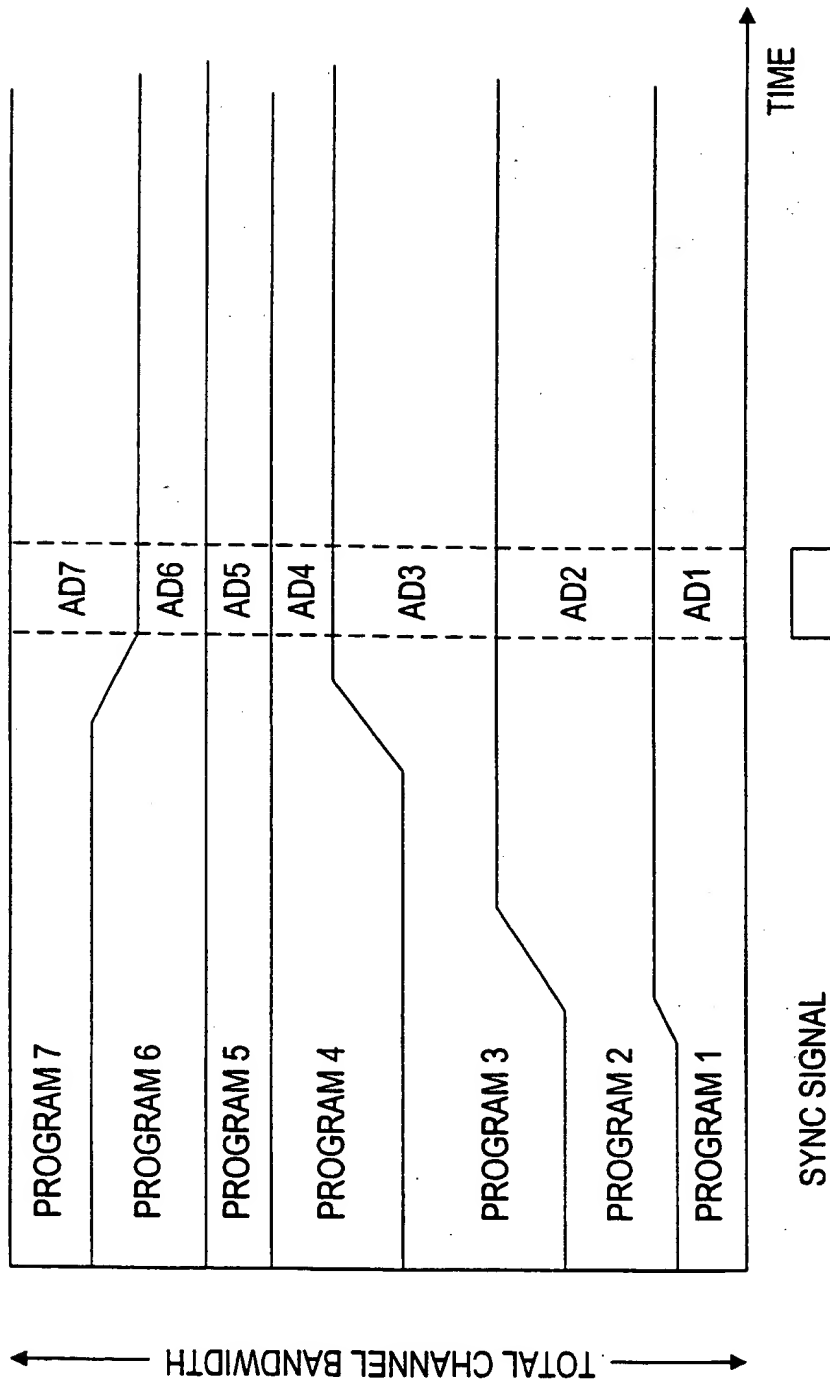 PROGRAM 7
AD7
PROGRAM 6
AD6
PROGRAM 5
AD5
PROGRAM 4
AD4
PROGRAM 3
AD3
PROGRAM 2
AD2
PROGRAM 1
AD1
TOTAL CHANNEL BANDWIDTH
TIME
SYNC SIGNAL